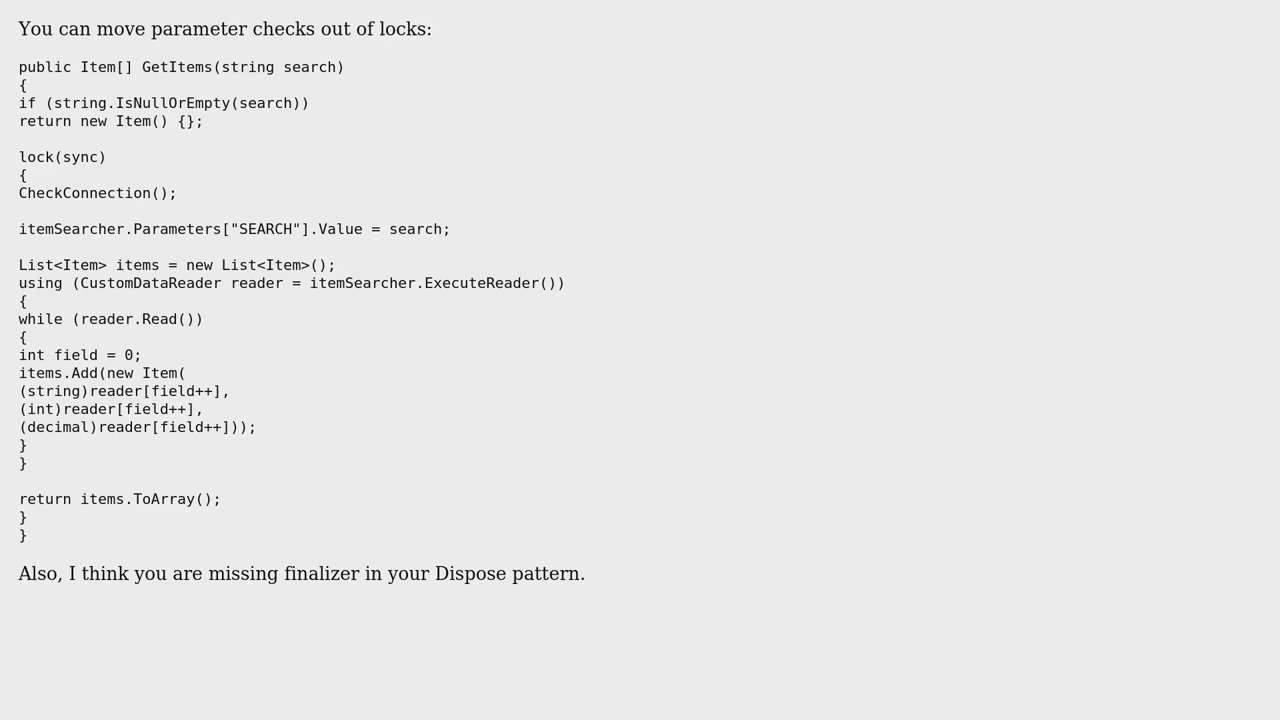 You can move parameter checks out of locks:
public Item[] GetItems(string search)
{
if (string.IsNullOrEmpty(search))
return new Item() {};
lock(sync)
{
CheckConnection();
itemSearcher.Parameters["SEARCH"].Value = search;
List<Item> items = new List<Item>();
using (CustomDataReader reader = itemSearcher.ExecuteReader())
{
while (reader.Read())
{
int field = 0;
items.Add(new Item(
(string)reader[field++],
(int)reader[field++],
(decimal)reader[field++]));
}
}
return items.ToArray();
}
}
Also, I think you are missing finalizer in your Dispose pattern.